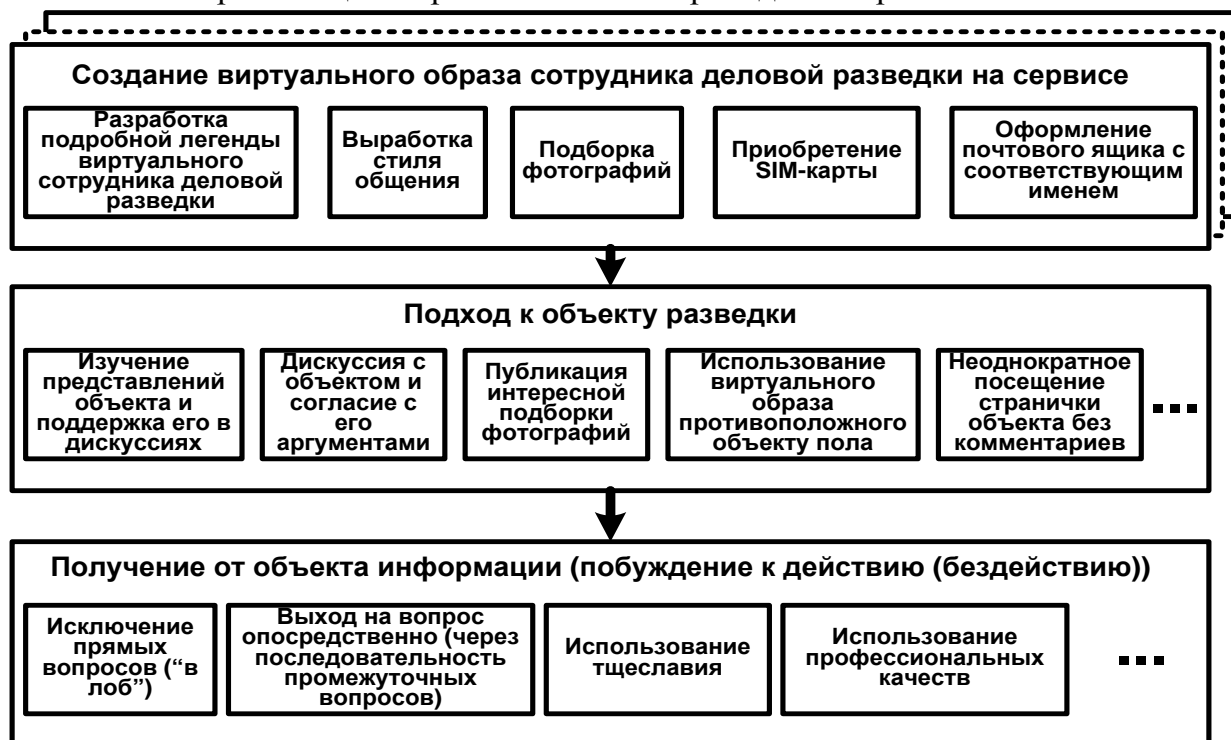 Создание виртуального образа сотрудника деловой разведки на сервисе
Разработка
подробной легенды
виртуального
сотрудника деловой
разведки
Выработка
стиля
общения
Подборка
фотографий
Приобретение
SIM-карты
Оформление
почтового ящика с
соответствующим
именем
Подход к объекту разведки
Изучение
представлений
объекта и
поддержка его в
дискуссиях
Дискуссия с
объектом и
согласие с
его
аргументами
Публикация
интересной
подборки
фотографий
Использование
виртуального
образа
противоположного
объекту пола
Неоднократное
посещение
странички
объекта без
комментариев
...
Получение от объекта информации (побуждение к действию (бездействию))
Исключение
прямых
вопросов (“в
лоб”)
Выход на вопрос
опосредственно (через
последовательность
промежуточных
вопросов)
Использование
тщеславия
Использование
профессиональных
качеств
...